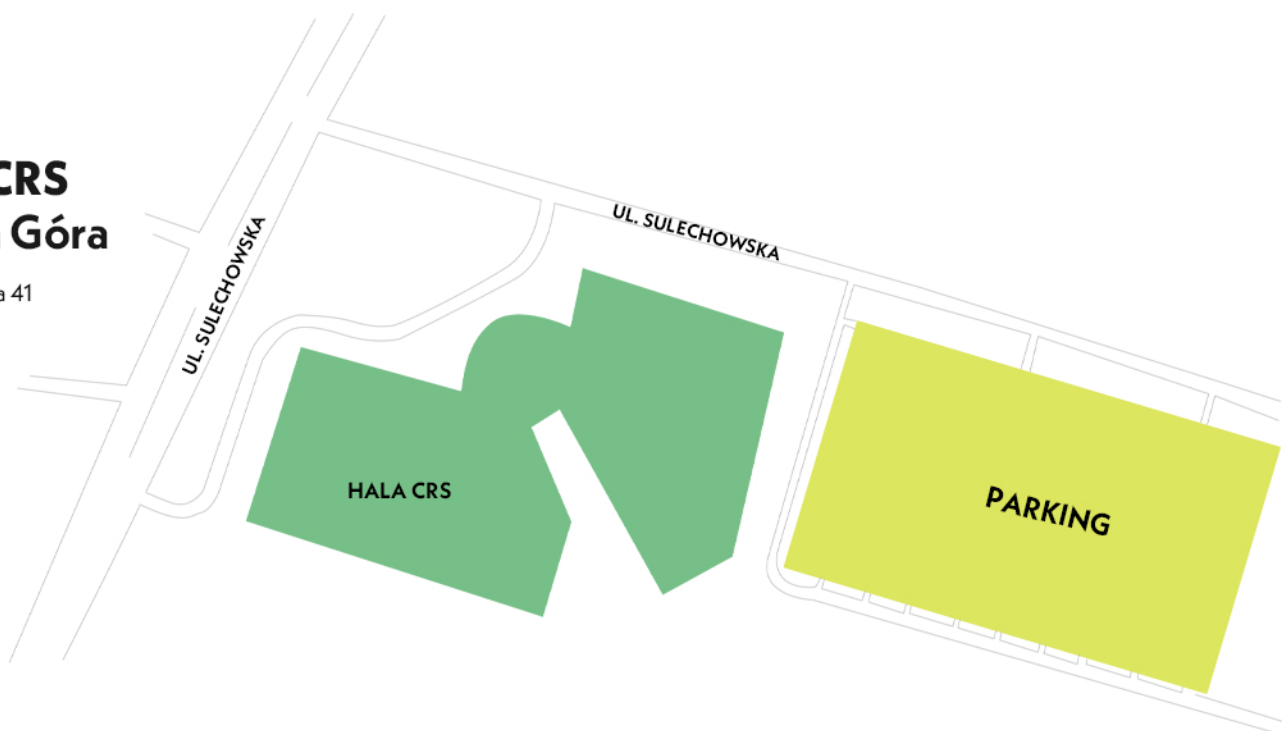 CRS
Góra
a 41
UL. SULECHOWSKA
UL. SULECHOWSKA
HALA CRS
PARKING